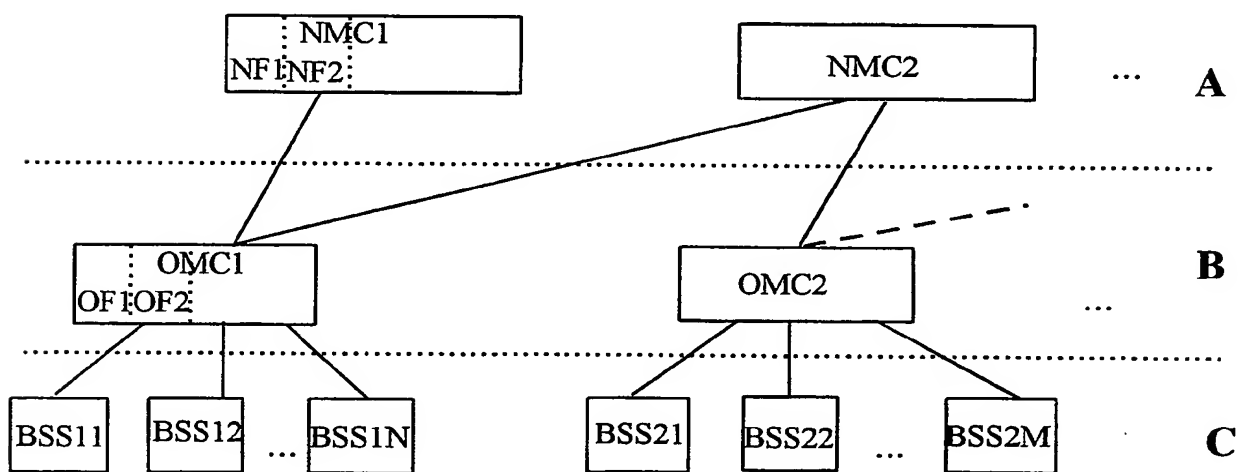 NMC1
NF1 NF2
NMC2
...
A
OMC1
OF1 OF2
OMC2
...
B
BSS11
BSS12
...
BSS1N
BSS21
BSS22
...
BSS2M
C